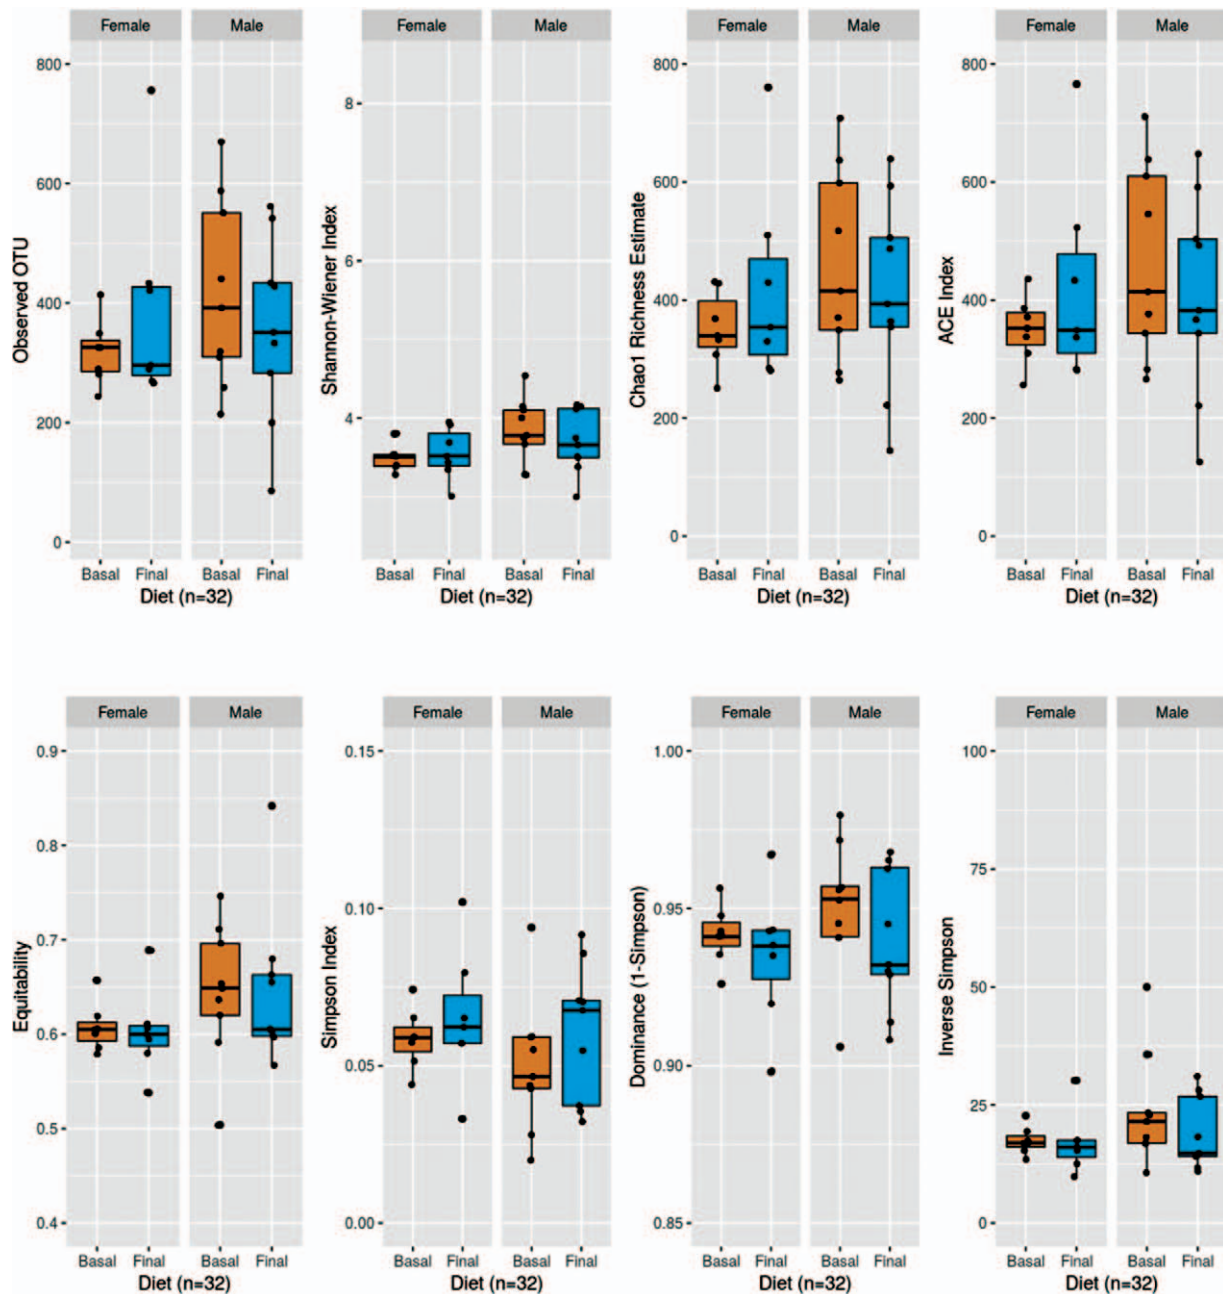 Female Male Female Male Female Male Female Male
Observed OTU
800
600
400
200
0
Basal Final Basal Final
Diet (n=32)
Shannon-Wiener Index
8
6
4
Basal Final Basal Final
Diet (n=32)
Chao1 Richness Estimate
800
600
400
200
0
Basal Final Basal Final
Diet (n=32)
ACE Index
800
600
400
200
0
Basal Final Basal Final
Diet (n=32)
Female Male Female Male Female Male Female Male
Equitability
0.9
0.8
0.7
0.6
0.5
0.4
Basal Final Basal Final
Diet (n=32)
Simpson Index
0.15
0.10
0.05
0.00
Basal Final Basal Final
Diet (n=32)
Dominance (1-Simpson)
1.00
0.95
0.90
0.85
Basal Final Basal Final
Diet (n=32)
Inverse Simpson
100
75
50
25
0
Basal Final Basal Final
Diet (n=32)